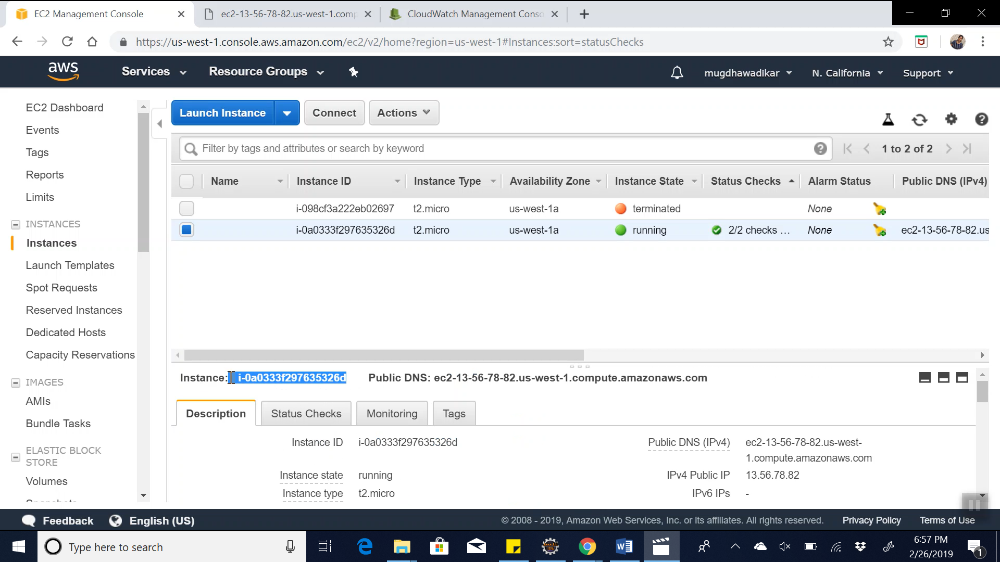 EC2 Management Console
ec2-13-56-78-82.us-west-1.comp
CloudWatch Management Conso
https://us-west-1.console.aws.amazon.com/ec2/v2/home?region=us-west-1#Instances:sort=statusChecks
aws
Services
Resource Groups
mugdhawadikar
N. California
Support
EC2 Dashboard
Events
Tags
Reports
Limits
INSTANCES
Instances
Launch Templates
Spot Requests
Reserved Instances
Dedicated Hosts
Capacity Reservations
IMAGES
AMIs
Bundle Tasks
ELASTIC BLOCK
STORE
Volumes
Snapshots
Launch Instance
Connect
Actions
Filter by tags and attributes or search by keyword
1 to 2 of 2
Name Instance ID Instance Type Availability Zone Instance State Status Checks Alarm Status Public DNS (IPv4)
i-098cf3a222eb02697 t2.micro us-west-1a terminated None
i-0a0333f297635326d t2.micro us-west-1a running 2/2 checks … None ec2-13-56-78-82.us
Instance: i-0a0333f297635326d Public DNS: ec2-13-56-78-82.us-west-1.compute.amazonaws.com
Description
Status Checks
Monitoring
Tags
Instance ID i-0a0333f297635326d
Instance state running
Instance type t2.micro
Public DNS (IPv4) ec2-13-56-78-82.us-west-
1.compute.amazonaws.com
IPv4 Public IP 13.56.78.82
IPv6 IPs -
Feedback
English (US)
© 2008 - 2019, Amazon Web Services, Inc. or its affiliates. All rights reserved.
Privacy Policy
Terms of Use
Type here to search
Java EE
IDE
6:57 PM
2/26/2019
1